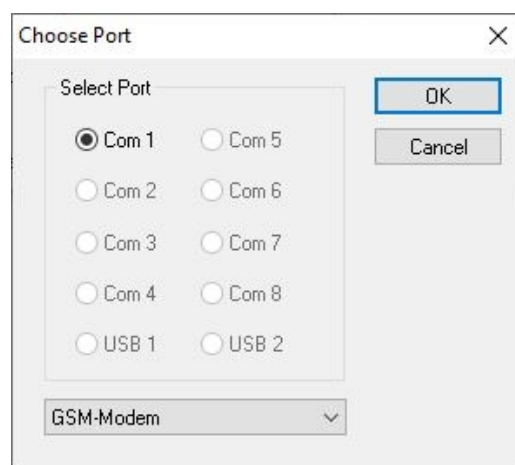 Choose Port
Select Port
OK
Com 1 Com 5
Cancel
Com 2 Com 6
Com 3 Com 7
Com 4 Com 8
USB 1 USB 2
GSM-Modem